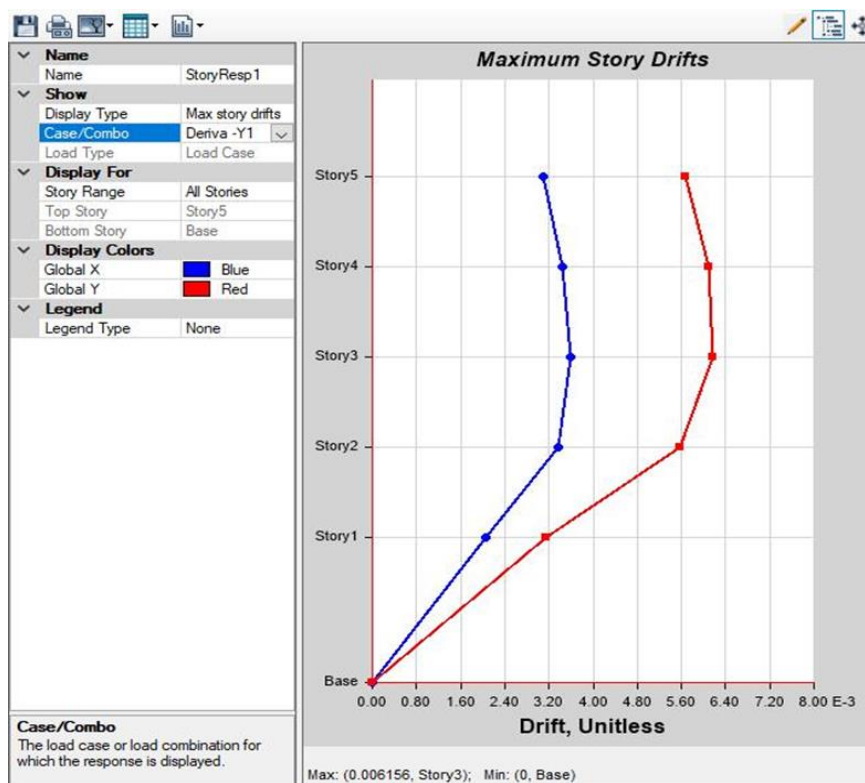 Name
Name StoryResp1
Show
Display Type Max story drifts
Case/Combo Deriva -Y1
Load Type Load Case
Display For
Story Range All Stories
Top Story Story5
Bottom Story Base
Display Colors
Global X Blue
Global Y Red
Legend
Legend Type None
Case/Combo
The load case or load combination for
which the response is displayed.
Maximum Story Drifts
Story5
Story4
Story3
Story2
Story1
Base
0.00 0.80 1.60 2.40 3.20 4.00 4.80 5.60 6.40 7.20 8.00 E-3
Drift, Unitless
Max: (0.006156, Story3); Min: (0, Base)